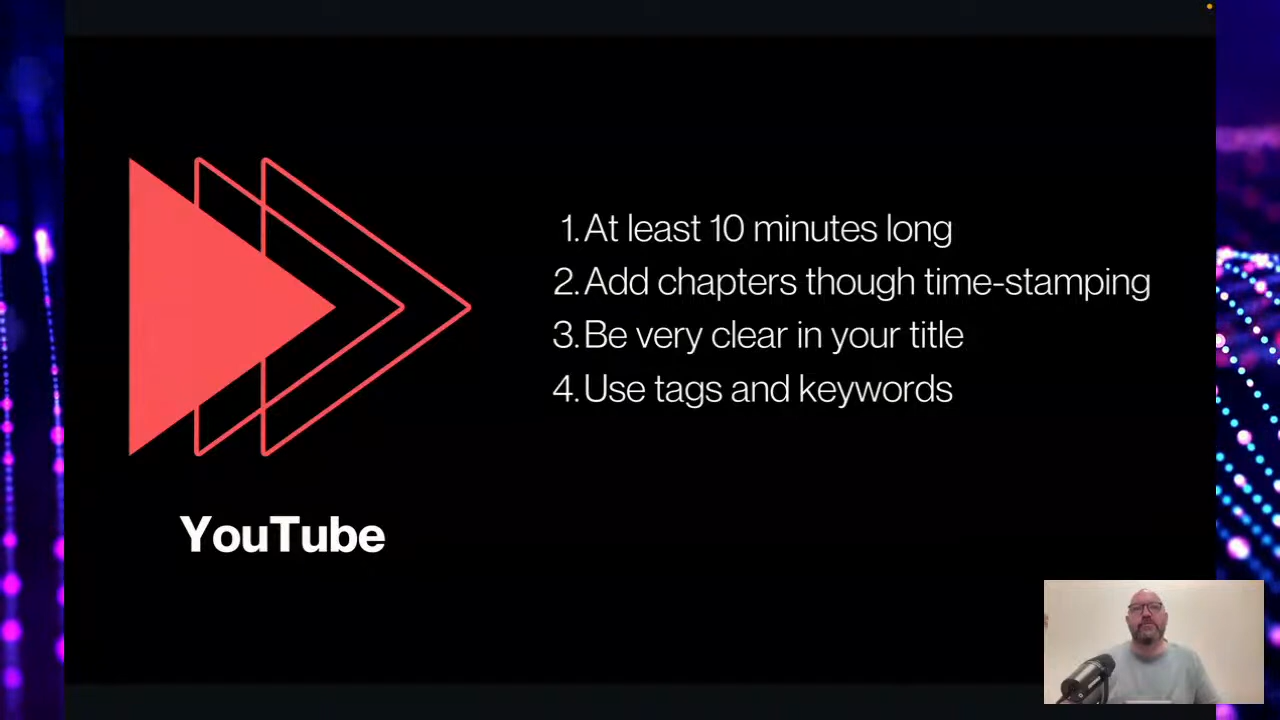 1. At least 10 minutes long
2. Add chapters though time-stamping
3. Be very clear in your title
4. Use tags and keywords
YouTube